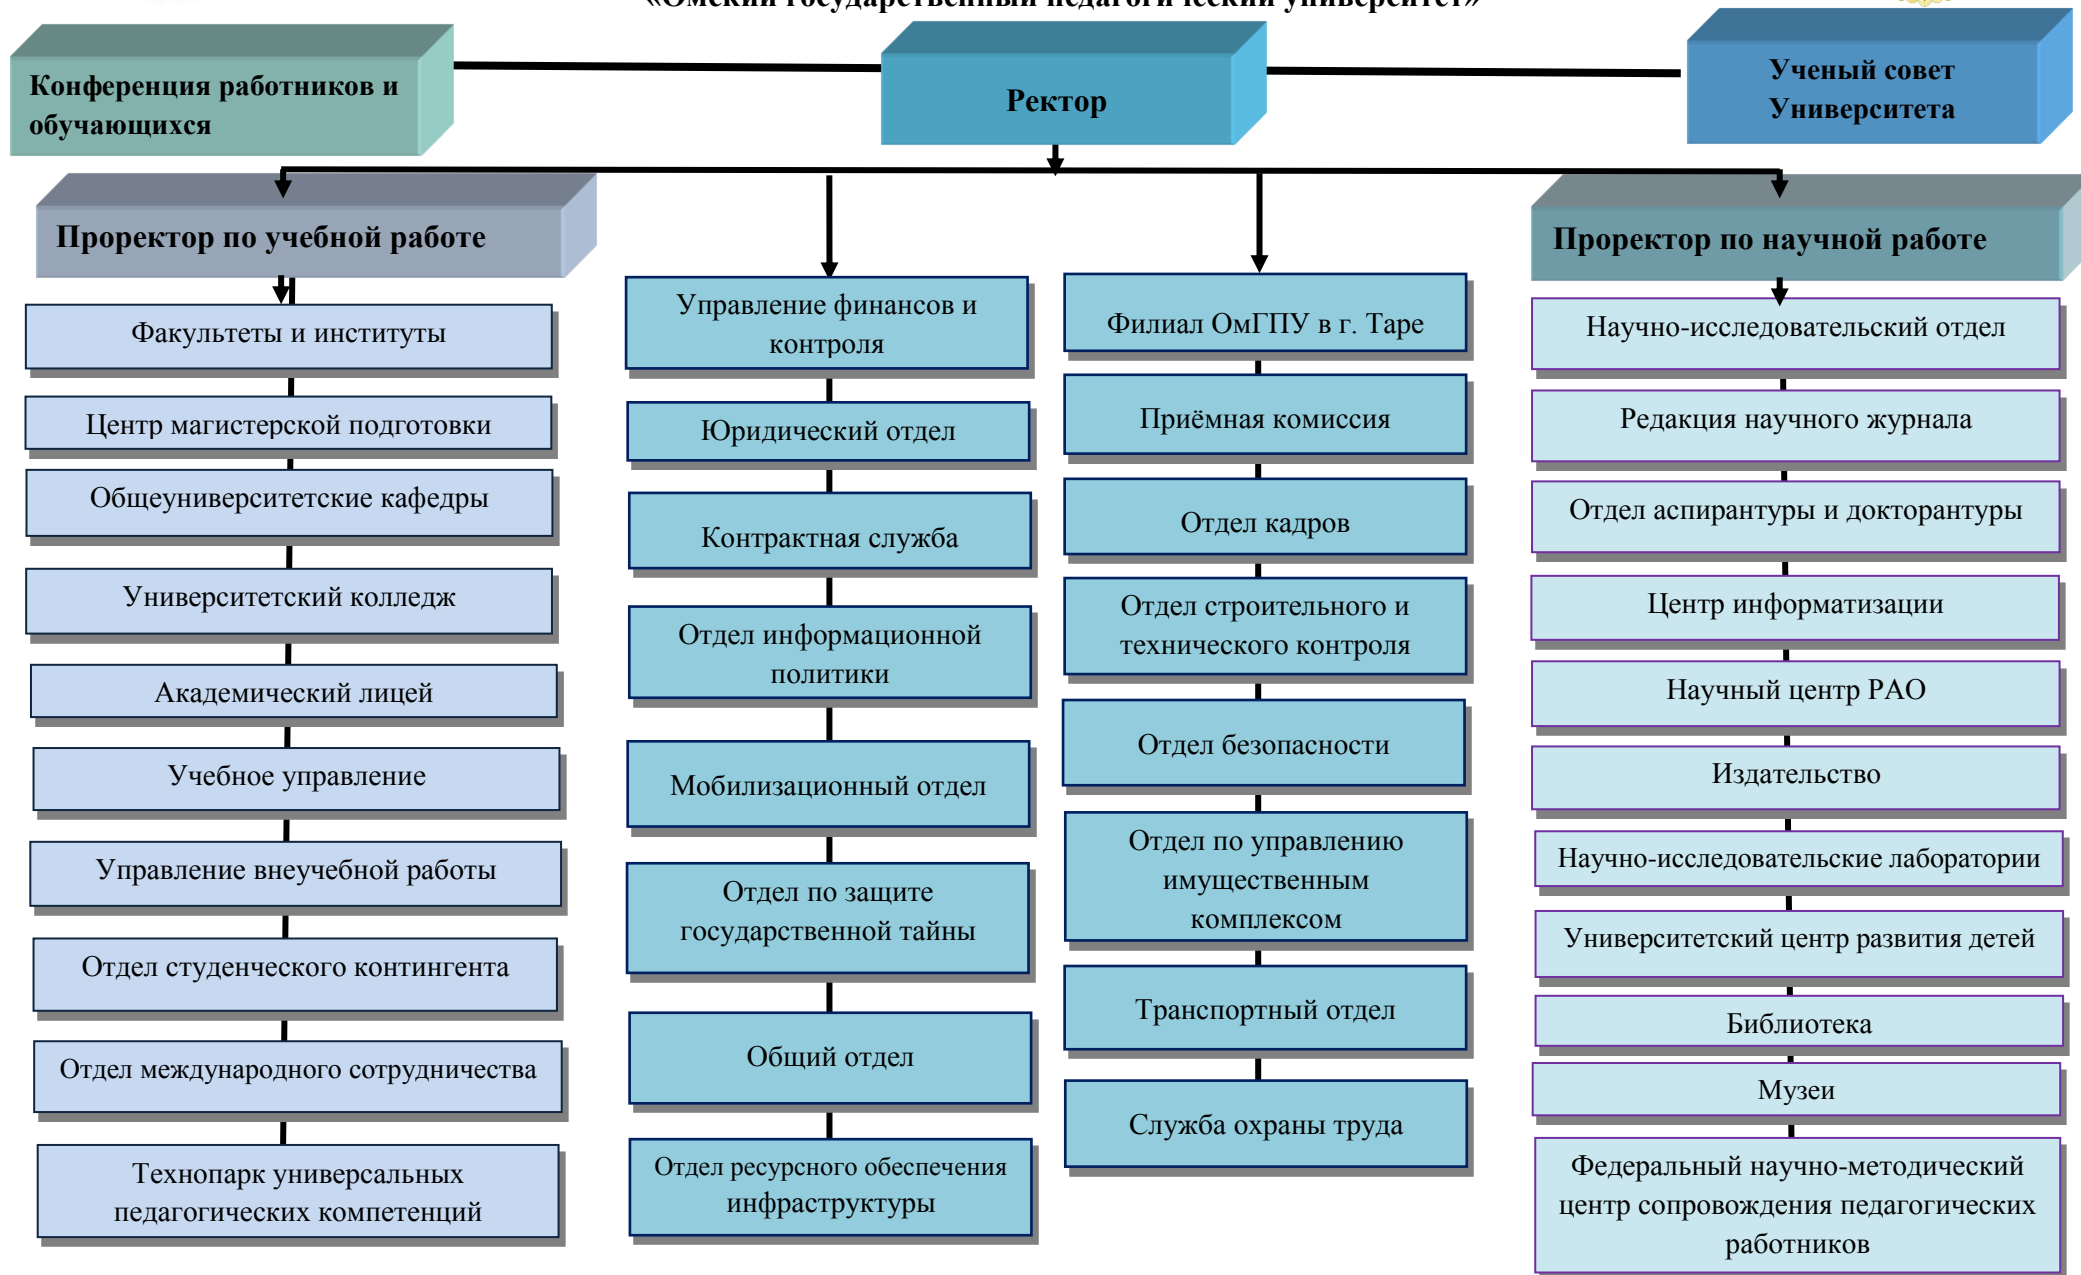 «Омский государственный педагогический университет»
Конференция работников и
обучающихся
Ректор
Ученый совет
Университета
Проректор по учебной работе
Факультеты и институты
Центр магистерской подготовки
Общеуниверситетские кафедры
Университетский колледж
Академический лицей
Учебное управление
Управление внеучебной работы
Отдел студенческого контингента
Отдел международного сотрудничества
Технопарк универсальных
педагогических компетенций
Управление финансов и
контроля
Юридический отдел
Контрактная служба
Отдел информационной
политики
Мобилизационный отдел
Отдел по защите
государственной тайны
Общий отдел
Отдел ресурсного обеспечения
инфраструктуры
Филиал ОмГПУ в г. Таре
Приёмная комиссия
Отдел кадров
Отдел строительного и
технического контроля
Отдел безопасности
Отдел по управлению
имущественным
комплексом
Транспортный отдел
Служба охраны труда
Проректор по научной работе
Научно-исследовательский отдел
Редакция научного журнала
Отдел аспирантуры и докторантуры
Центр информатизации
Научный центр РАО
Издательство
Научно-исследовательские лаборатории
Университетский центр развития детей
Библиотека
Музеи
Федеральный научно-методический
центр сопровождения педагогических
работников